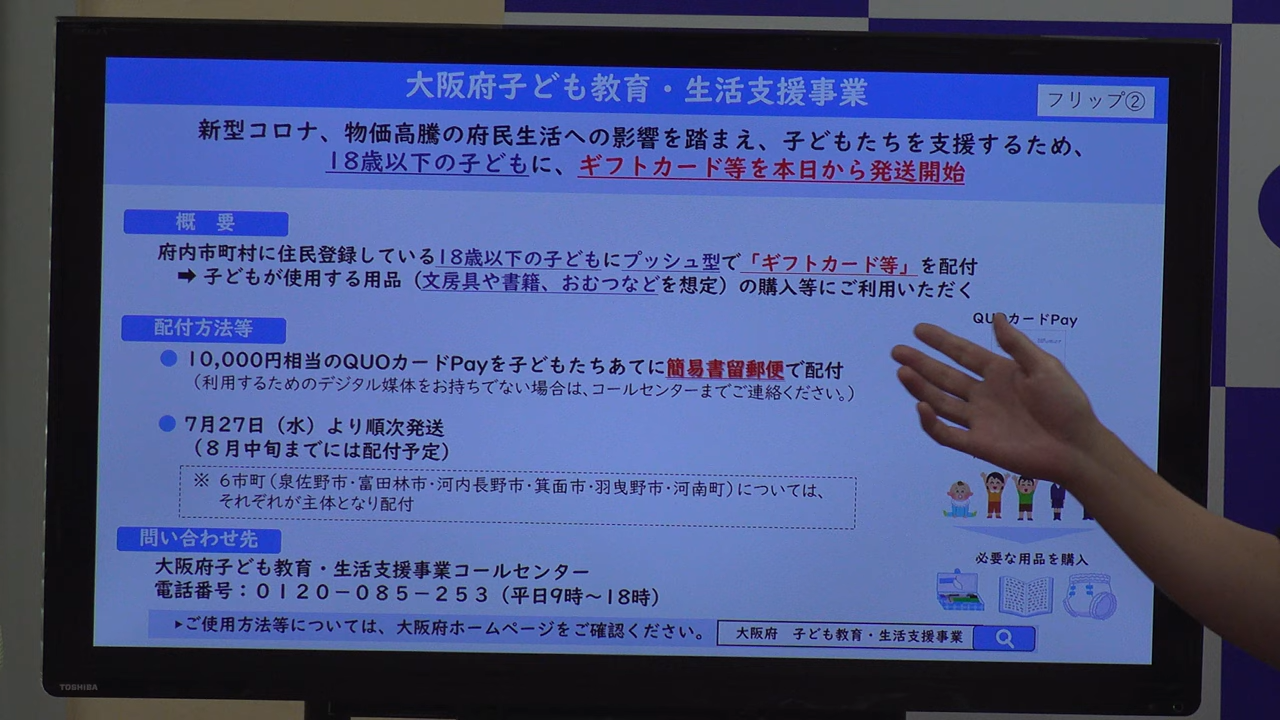 大阪府子ども教育・生活支援事業
フリップ②
新型コロナ、物価高騰の府民生活への影響を踏まえ、子どもたちを支援するため、
18歳以下の子どもに、ギフトカード等を本日から発送開始
概 要
府内市町村に住民登録している18歳以下の子どもにプッシュ型で「ギフトカード等」を配付
➡ 子どもが使用する用品（文房具や書籍、おむつなどを想定）の購入等にご利用いただく
QUOカードPay
配付方法等
● 10,000円相当のQUOカードPayを子どもたちあてに簡易書留郵便で配付
（利用するためのデジタル媒体をお持ちでない場合は、コールセンターまでご連絡ください。）
● 7月27日（水）より順次発送
（８月中旬までには配付予定）
※ 6市町（泉佐野市・富田林市・河内長野市・箕面市・羽曳野市・河南町）については、
それぞれが主体となり配付
必要な用品を購入
問い合わせ先
大阪府子ども教育・生活支援事業コールセンター
電話番号：０１２０－０８５－２５３（平日9時～18時）
▶ご使用方法等については、大阪府ホームページをご確認ください。
大阪府 子ども教育・生活支援事業
TOSHIBA